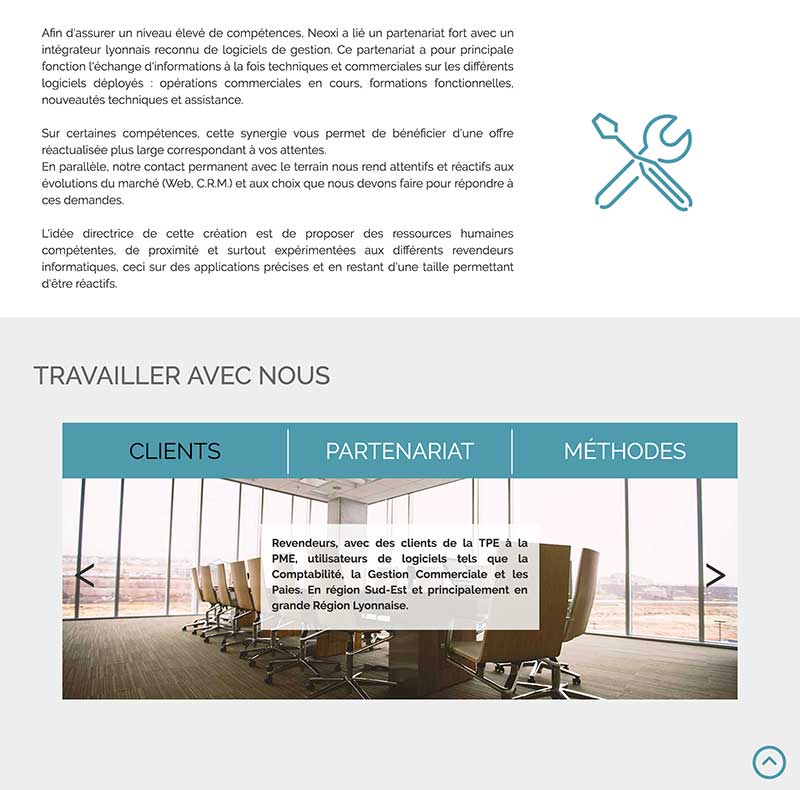 Afin d'assurer un niveau élevé de compétences, Neoxi a lié un partenariat fort avec un
intégrateur lyonnais reconnu de logiciels de gestion. Ce partenariat a pour principale
fonction l'échange d'informations à la fois techniques et commerciales sur les différents
logiciels déployés : opérations commerciales en cours, formations fonctionnelles,
nouveautés techniques et assistance.
Sur certaines compétences, cette synergie vous permet de bénéficier d'une offre
réactualisée plus large correspondant à vos attentes.
En parallèle, notre contact permanent avec le terrain nous rend attentifs et réactifs aux
évolutions du marché (Web, C.R.M.) et aux choix que nous devons faire pour répondre à
ces demandes.
L'idée directrice de cette création est de proposer des ressources humaines
compétentes, de proximité et surtout expérimentées aux différents revendeurs
informatiques, ceci sur des applications précises et en restant d'une taille permettant
d'être réactifs.
TRAVAILLER AVEC NOUS
CLIENTS PARTENARIAT MÉTHODES
Revendeurs, avec des clients de la TPE à la
PME, utilisateurs de logiciels tels que la
Comptabilité, la Gestion Commerciale et les
Paies. En région Sud-Est et principalement en
grande Région Lyonnaise.